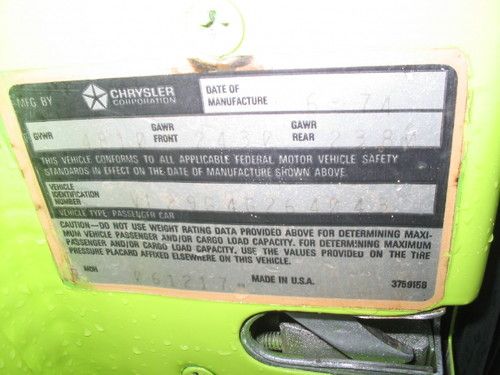 MFG BY CHRYSLER CORPORATION DATE OF MANUFACTURE 6-74
GVWR GAWR FRONT GAWR REAR
THIS VEHICLE CONFORMS TO ALL APPLICABLE FEDERAL MOTOR VEHICLE SAFETY
STANDARDS IN EFFECT ON THE DATE OF MANUFACTURE SHOWN ABOVE.
VEHICLE IDENTIFICATION NUMBER
VEHICLE TYPE: PASSENGER CAR
CAUTION—DO NOT USE WEIGHT RATING DATA PROVIDED ABOVE FOR DETERMINING MAXI-
MUM VEHICLE PASSENGER AND/OR CARGO LOAD CAPACITY. FOR DETERMINING MAXIMUM
PASSENGER AND/OR CARGO LOAD CAPACITY, USE THE VALUES PROVIDED ON THE TIRE
PRESSURE PLACARD AFFIXED ELSEWHERE ON THIS VEHICLE.
MDH 061217 MADE IN U.S.A. 3759158